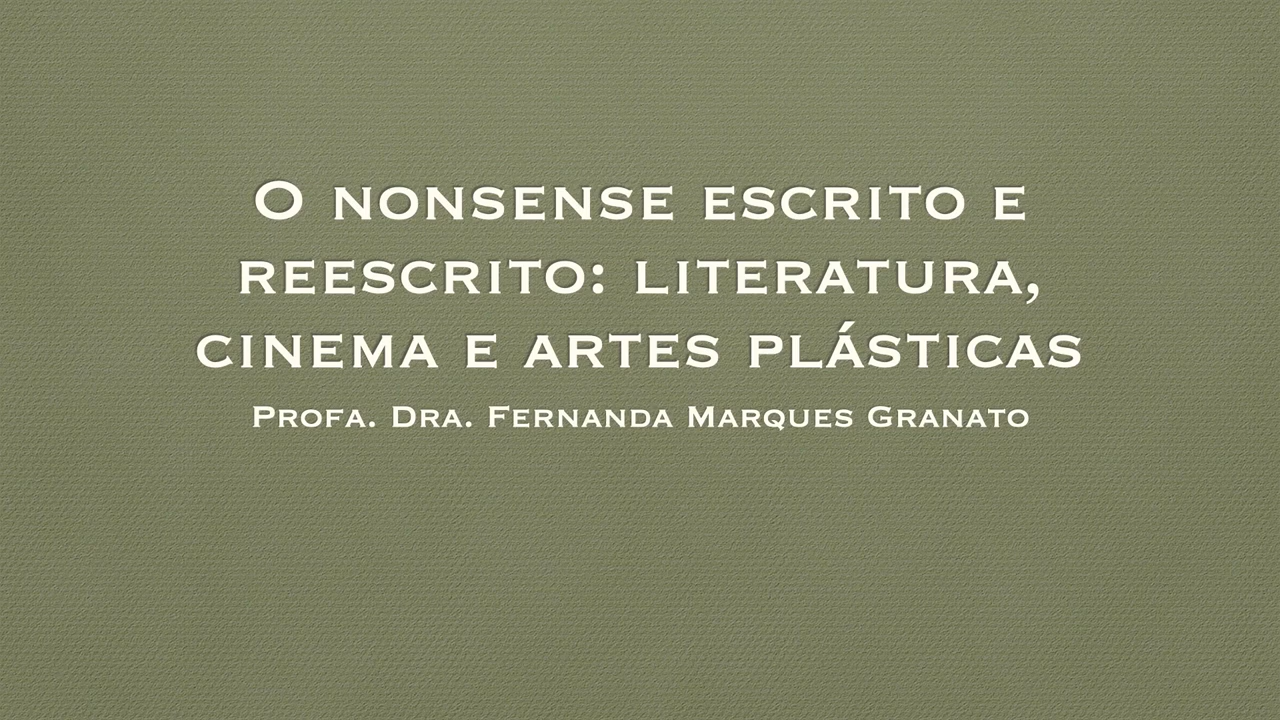 O nonsense escrito e
reescrito: literatura,
cinema e artes plásticas
Profa. Dra. Fernanda Marques Granato